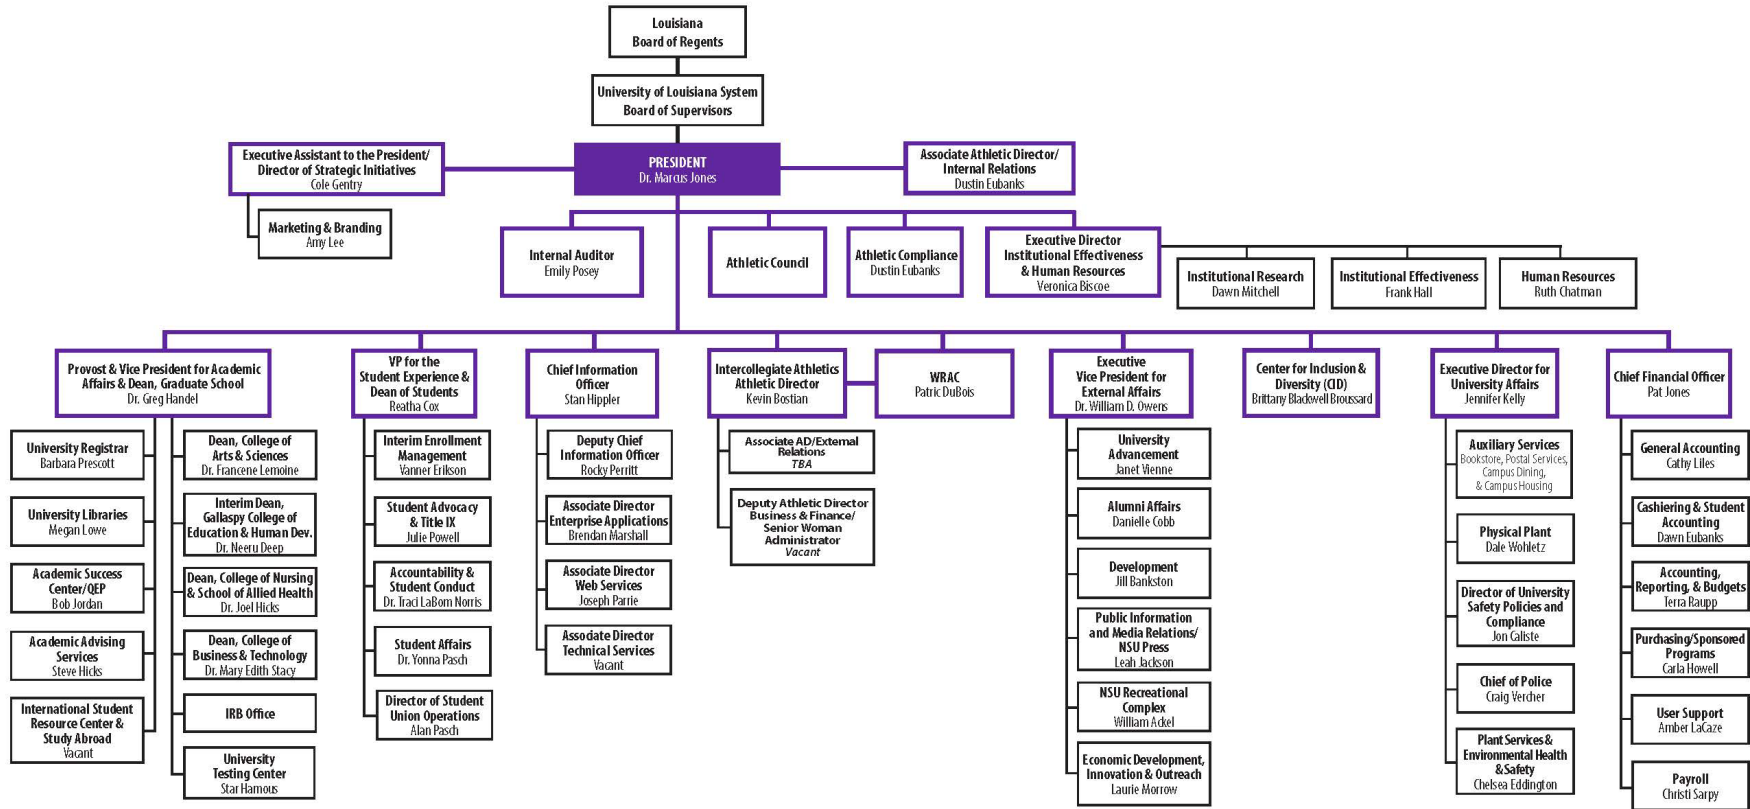 Louisiana
Board of Regents
University of Louisiana System
Board of Supervisors
Executive Assistant to the President/
Director of Strategic Initiatives
Cole Gentry
PRESIDENT
Dr. Marcus Jones
Associate Athletic Director/
Internal Relations
Dustin Eubanks
Marketing & Branding
Amy Lee
Internal Auditor
Emily Posey
Athletic Council
Athletic Compliance
Dustin Eubanks
Executive Director
Institutional Effectiveness
& Human Resources
Veronica Biscoe
Institutional Research
Dawn Mitchell
Institutional Effectiveness
Frank Hall
Human Resources
Ruth Chatman
Provost & Vice President for Academic
Affairs & Dean, Graduate School
Dr. Greg Handel
VP for the
Student Experience &
Dean of Students
Reatha Cox
Chief Information
Officer
Stan Hippler
Intercollegiate Athletics
Athletic Director
Kevin Bostian
WRAC
Patric DuBois
Executive
Vice President for
External Affairs
Dr. William D. Owens
Center for Inclusion &
Diversity (CID)
Brittany Blackwell Broussard
Executive Director for
University Affairs
Jennifer Kelly
Chief Financial Officer
Pat Jones
University Registrar
Barbara Prescott
University Libraries
Megan Lowe
Academic Success
Center/QEP
Bob Jordan
Academic Advising
Services
Steve Hicks
International Student
Resource Center &
Study Abroad
Vacant
Dean, College of
Arts & Sciences
Dr. Francene Lemoine
Interim Dean,
Gallaspy College of
Education & Human Dev.
Dr. Neeru Deep
Dean, College of Nursing
& School of Allied Health
Dr. Joel Hicks
Dean, College of
Business & Technology
Dr. Mary Edith Stacy
IRB Office
University
Testing Center
Star Hamous
Interim Enrollment
Management
Vanner Erikson
Student Advocacy
& Title IX
Julie Powell
Accountability &
Student Conduct
Dr. Traci LaBom Norris
Student Affairs
Dr. Yonna Pasch
Director of Student
Union Operations
Alan Pasch
Deputy Chief
Information Officer
Rocky Perritt
Associate Director
Enterprise Applications
Brendan Marshall
Associate Director
Web Services
Joseph Parrie
Associate Director
Technical Services
Vacant
Associate AD/External
Relations
TBA
Deputy Athletic Director
Business & Finance/
Senior Woman
Administrator
Vacant
University
Advancement
Janet Vienne
Alumni Affairs
Danielle Cobb
Development
Jill Bankston
Public Information
and Media Relations/
NSU Press
Leah Jackson
NSU Recreational
Complex
William Ackel
Economic Development,
Innovation & Outreach
Laurie Morrow
Auxiliary Services
Bookstore, Postal Services,
Campus Dining,
& Campus Housing
Physical Plant
Dale Wohletz
Director of University
Safety Policies and
Compliance
Jon Caliste
Chief of Police
Craig Vercher
Plant Services &
Environmental Health
& Safety
Chelsea Eddington
General Accounting
Cathy Liles
Cashiering & Student
Accounting
Dawn Eubanks
Accounting,
Reporting, & Budgets
Terra Raupp
Purchasing/Sponsored
Programs
Carla Howell
User Support
Amber LaCaze
Payroll
Christi Sarpy